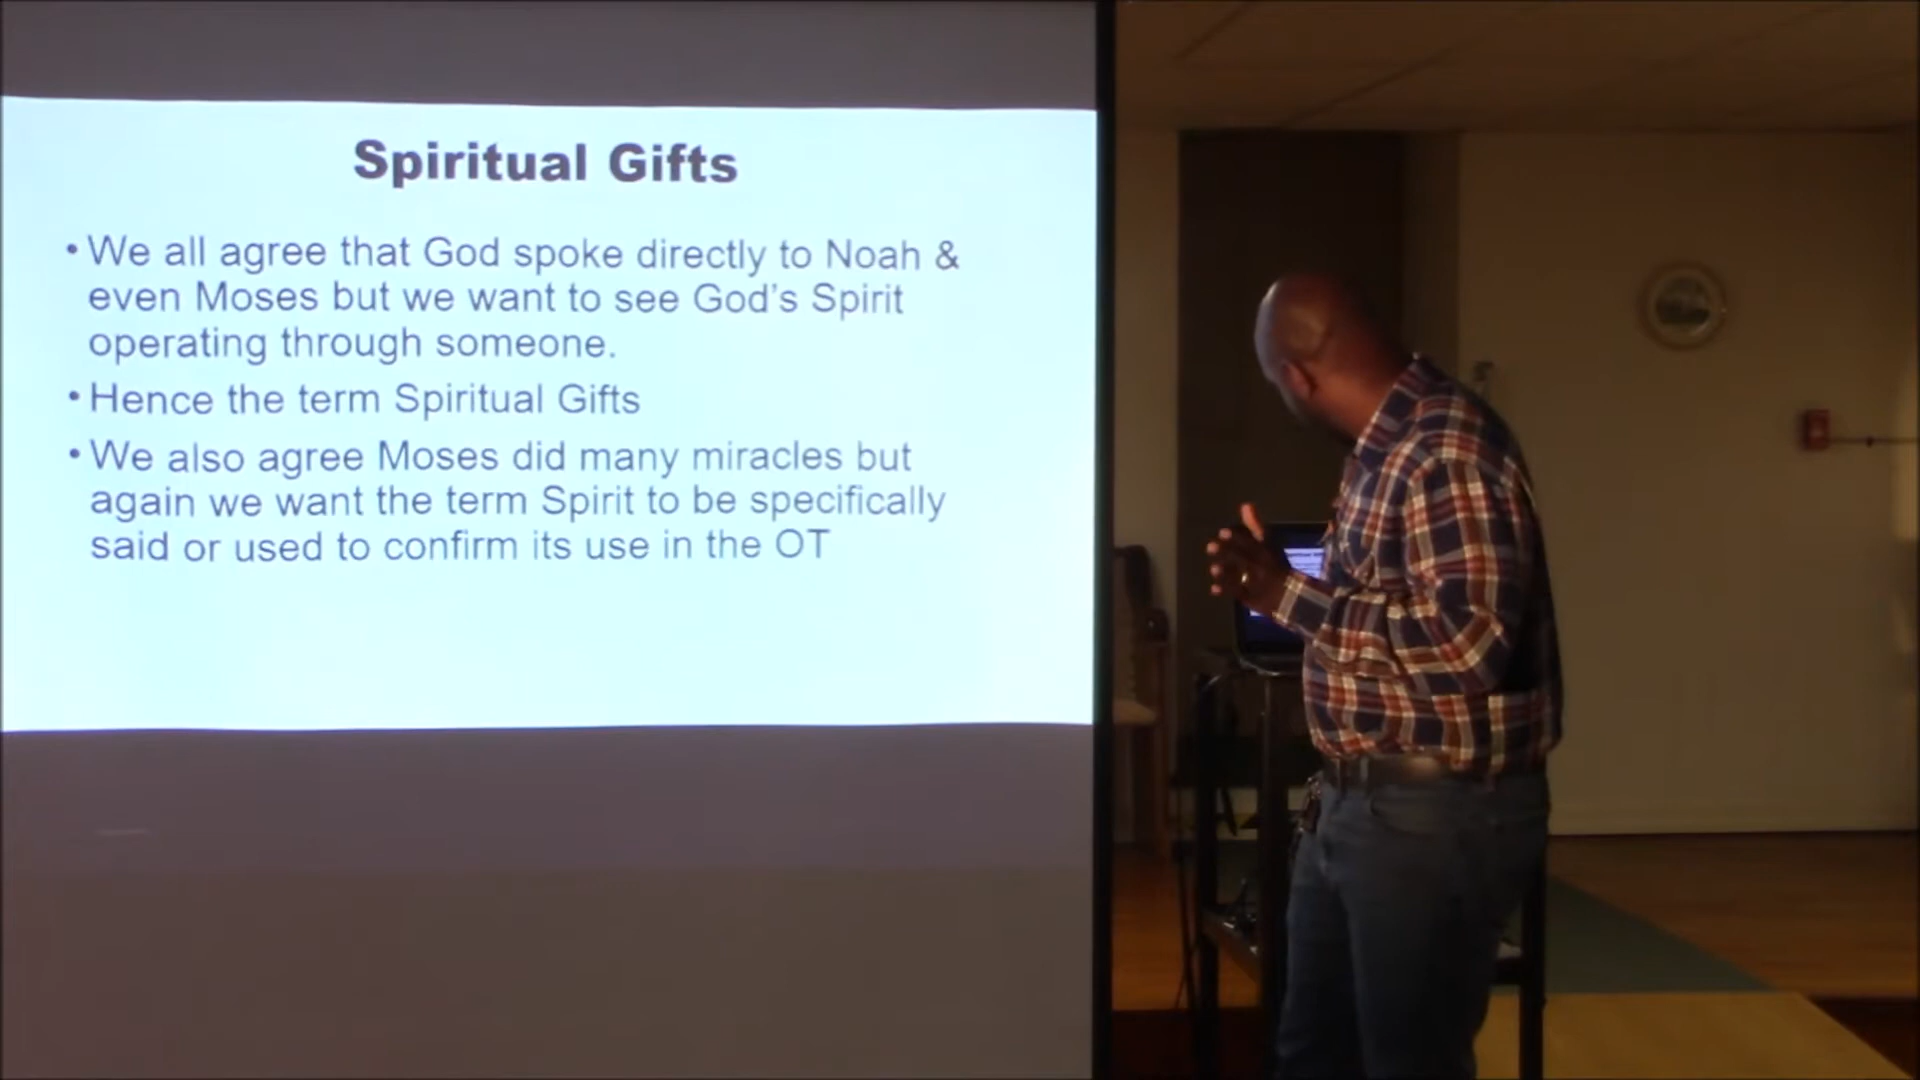 Spiritual Gifts
• We all agree that God spoke directly to Noah &
even Moses but we want to see God's Spirit
operating through someone.
• Hence the term Spiritual Gifts
• We also agree Moses did many miracles but
again we want the term Spirit to be specifically
said or used to confirm its use in the OT